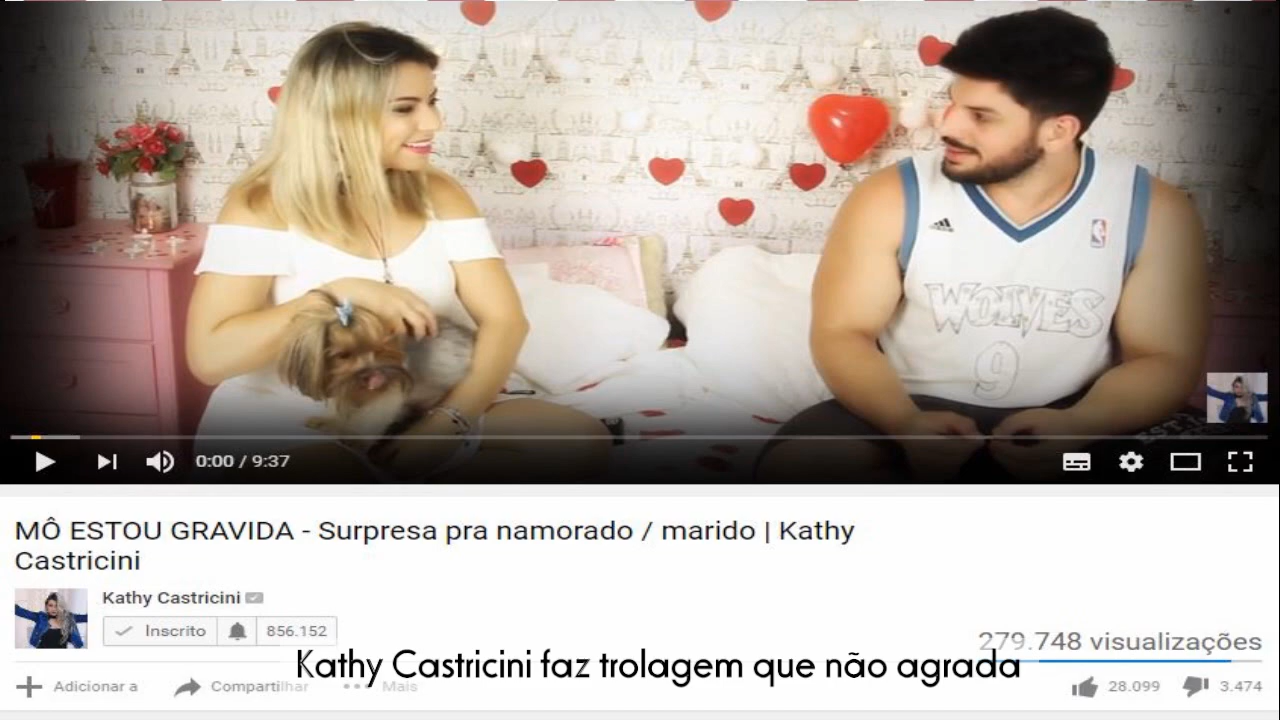 WOLVES
9
0:00 / 9:37
MÔ ESTOU GRAVIDA - Surpresa pra namorado / marido | Kathy
Castricini
Kathy Castricini
Inscrito
856.152
279.748 visualizações
Kathy Castricini faz trolagem que não agrada
Adicionar a
Compartilhar
Mais
28.099
3.474